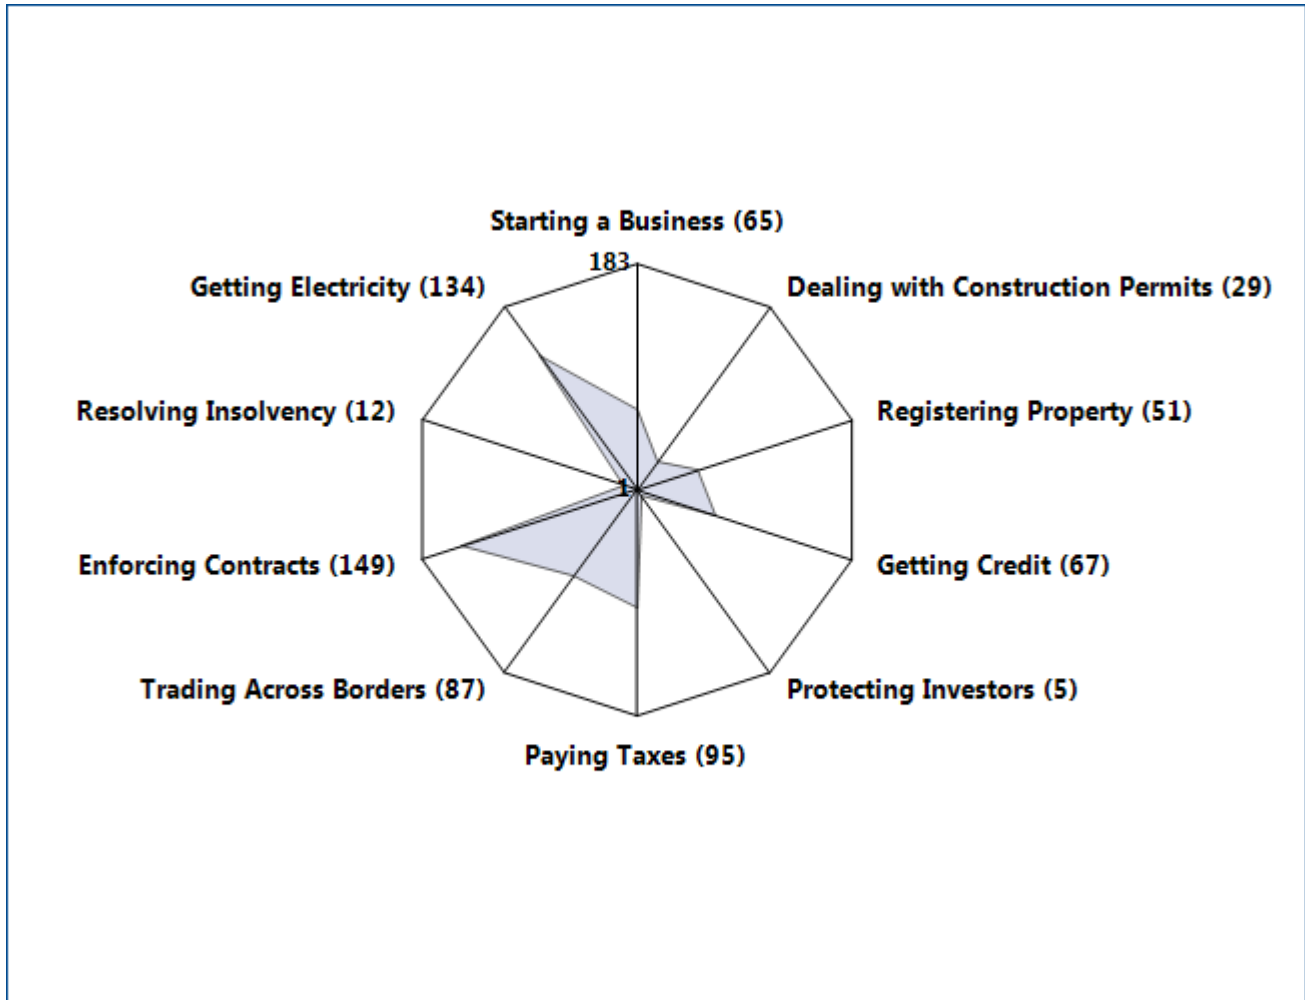 Starting a Business (65)
183
Getting Electricity (134)
Dealing with Construction Permits (29)
Resolving Insolvency (12)
Registering Property (51)
1
Enforcing Contracts (149)
Getting Credit (67)
Trading Across Borders (87)
Protecting Investors (5)
Paying Taxes (95)